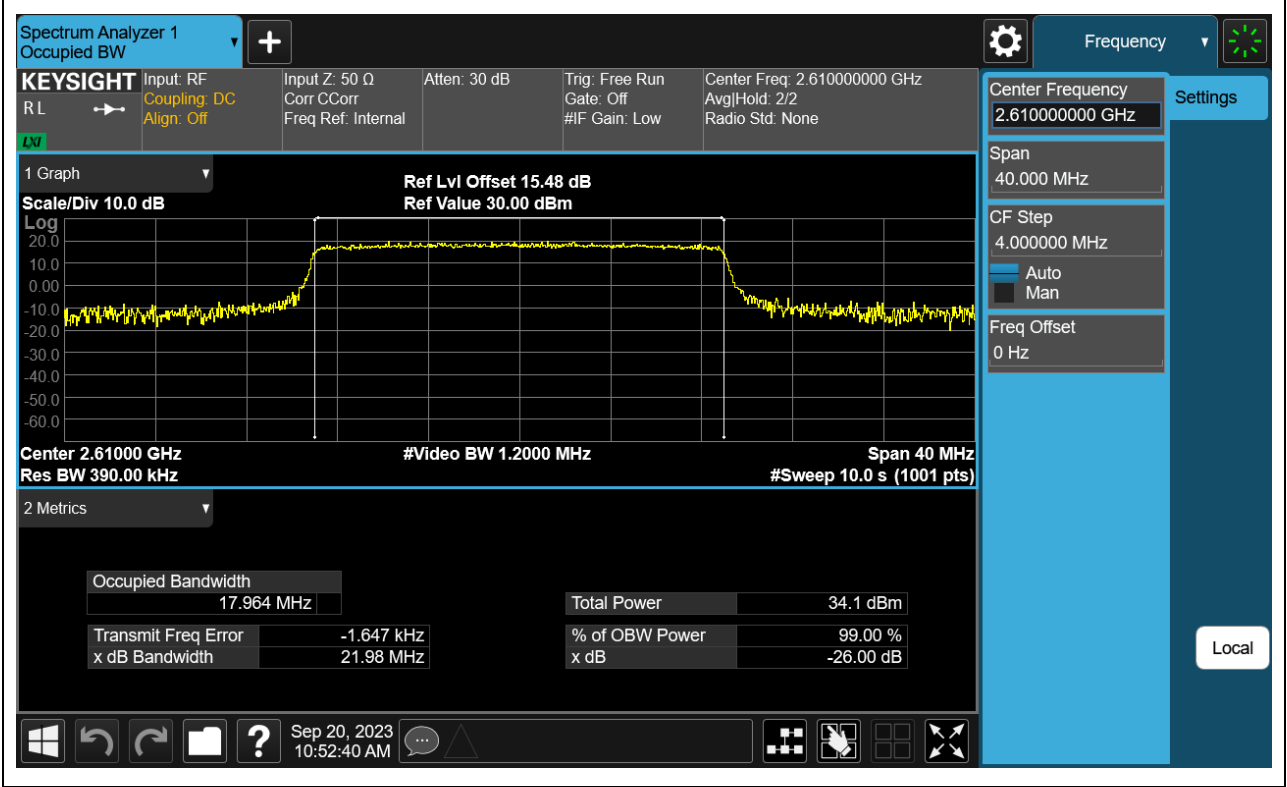 Spectrum Analyzer 1
Occupied BW
Frequency
KEYSIGHT
R L
LXI
Input: RF
Coupling: DC
Align: Off
Input Z: 50 Ω
Corr CCorr
Freq Ref: Internal
Atten: 30 dB
Trig: Free Run
Gate: Off
#IF Gain: Low
Center Freq: 2.610000000 GHz
Avg|Hold: 2/2
Radio Std: None
Center Frequency
2.610000000 GHz
Settings
Span
40.000 MHz
CF Step
4.000000 MHz
Auto
Man
Freq Offset
0 Hz
Local
1 Graph
Scale/Div 10.0 dB
Ref Lvl Offset 15.48 dB
Ref Value 30.00 dBm
Log
20.0
10.0
0.00
-10.0
-20.0
-30.0
-40.0
-50.0
-60.0
Center 2.61000 GHz
#Video BW 1.2000 MHz
Span 40 MHz
Res BW 390.00 kHz
#Sweep 10.0 s (1001 pts)
2 Metrics
Occupied Bandwidth
17.964 MHz
Total Power 34.1 dBm
Transmit Freq Error -1.647 kHz
% of OBW Power 99.00 %
x dB Bandwidth 21.98 MHz
x dB -26.00 dB
?
Sep 20, 2023
10:52:40 AM